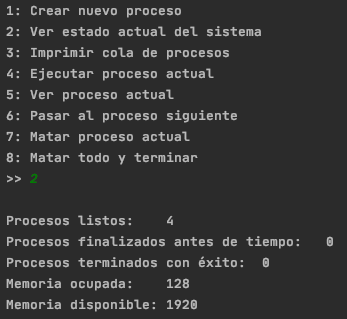 1: Crear nuevo proceso
2: Ver estado actual del sistema
3: Imprimir cola de procesos
4: Ejecutar proceso actual
5: Ver proceso actual
6: Pasar al proceso siguiente
7: Matar proceso actual
8: Matar todo y terminar
>> 2
Procesos listos: 4
Procesos finalizados antes de tiempo: 0
Procesos terminados con éxito: 0
Memoria ocupada: 128
Memoria disponible: 1920